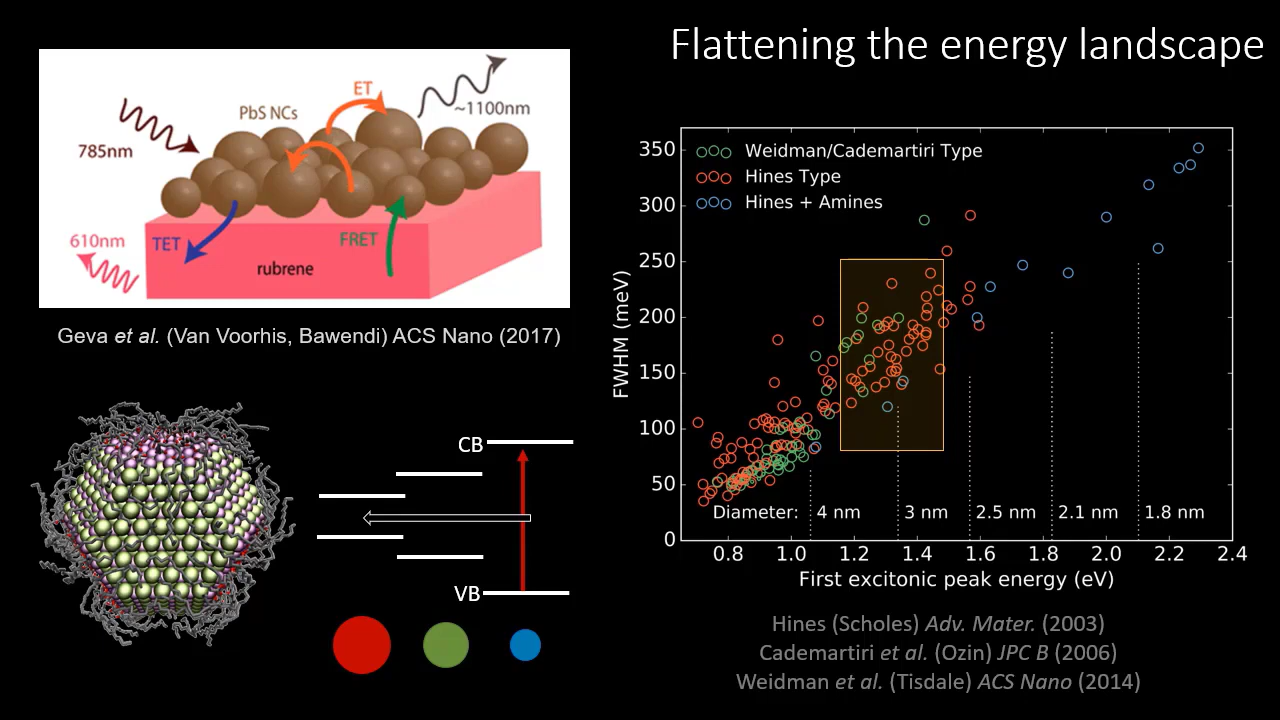 Flattening the energy landscape
ET
PbS NCs
~1100nm
785nm
TET
FRET
610nm
rubrene
Geva et al. (Van Voorhis, Bawendi) ACS Nano (2017)
CB
VB
350
300
250
200
150
100
50
0
FWHM (meV)
Weidman/Cademartiri Type
Hines Type
Hines + Amines
Diameter: 4 nm 3 nm 2.5 nm 2.1 nm 1.8 nm
0.8 1.0 1.2 1.4 1.6 1.8 2.0 2.2 2.4
First excitonic peak energy (eV)
Hines (Scholes) Adv. Mater. (2003)
Cademartiri et al. (Ozin) JPC B (2006)
Weidman et al. (Tisdale) ACS Nano (2014)